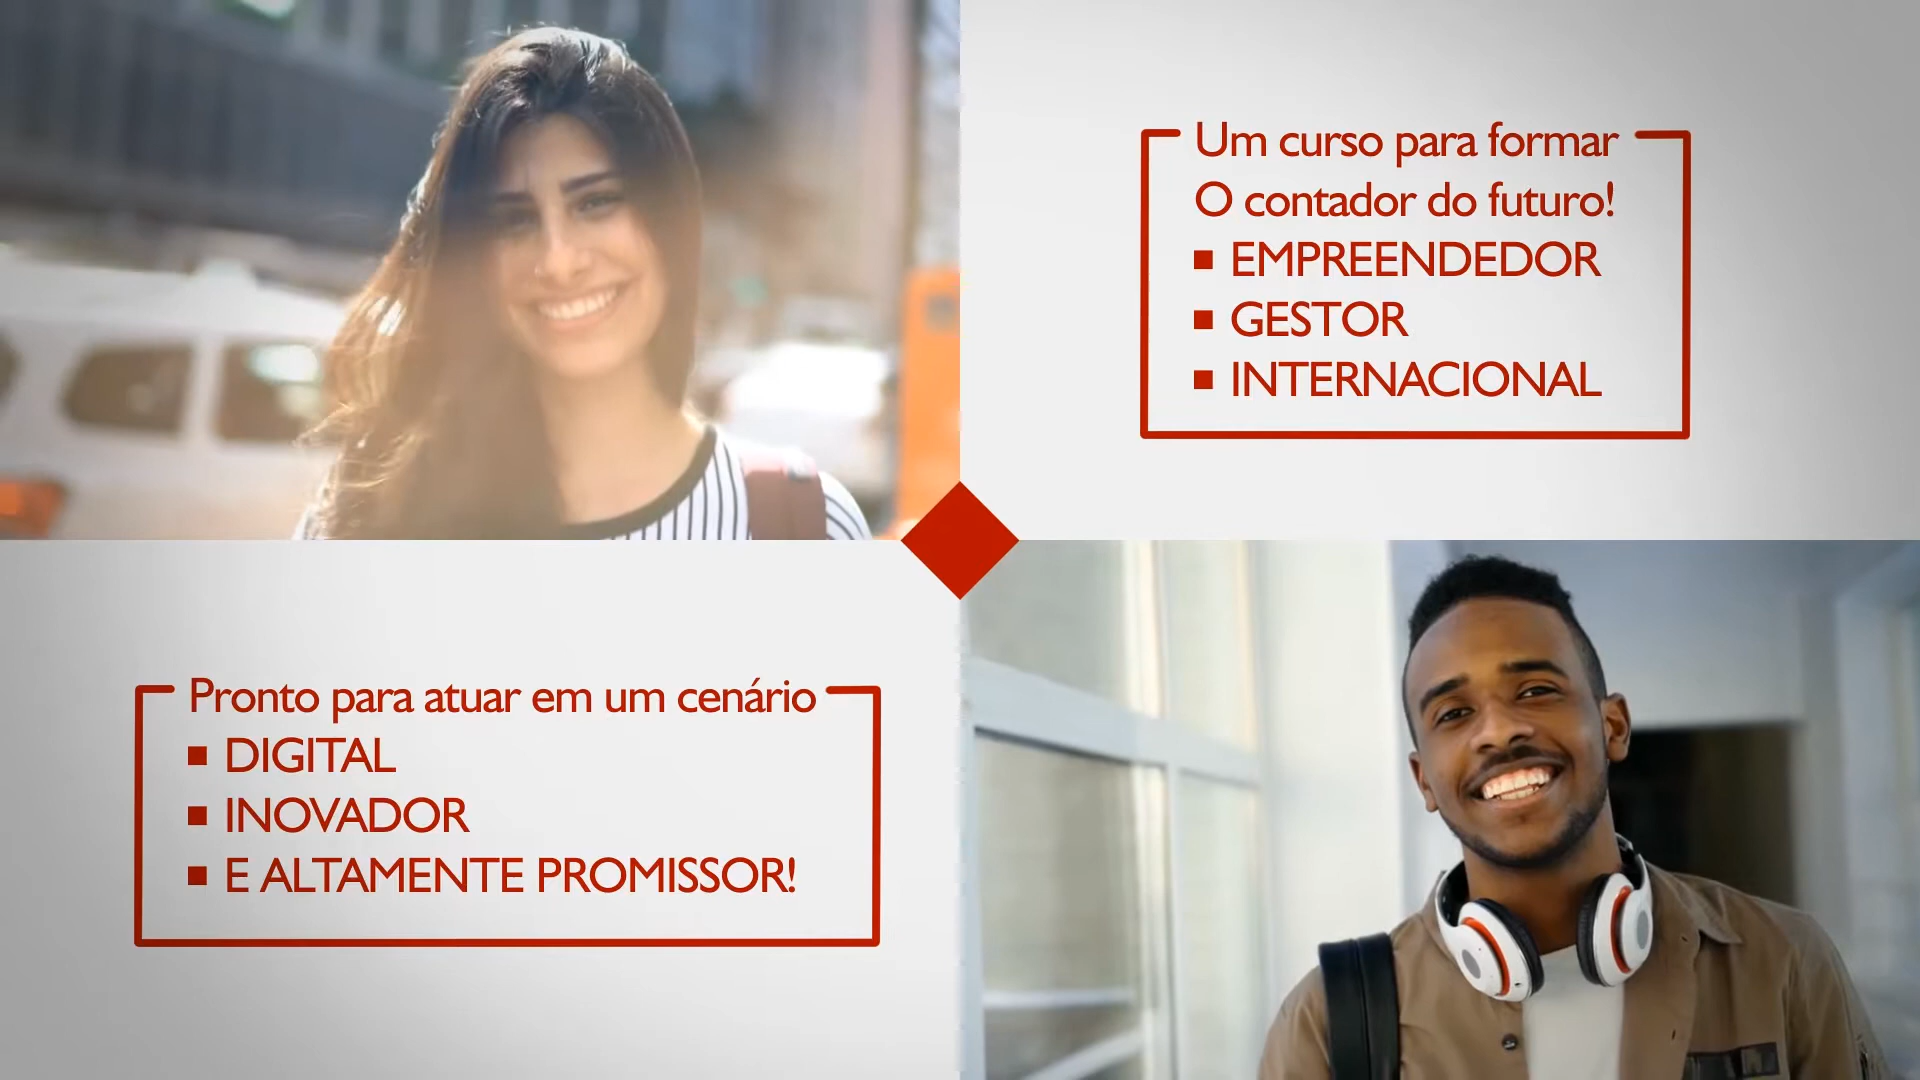 Um curso para formar
O contador do futuro!
▪ EMPREENDEDOR
▪ GESTOR
▪ INTERNACIONAL
Pronto para atuar em um cenário
▪ DIGITAL
▪ INOVADOR
▪ E ALTAMENTE PROMISSOR!